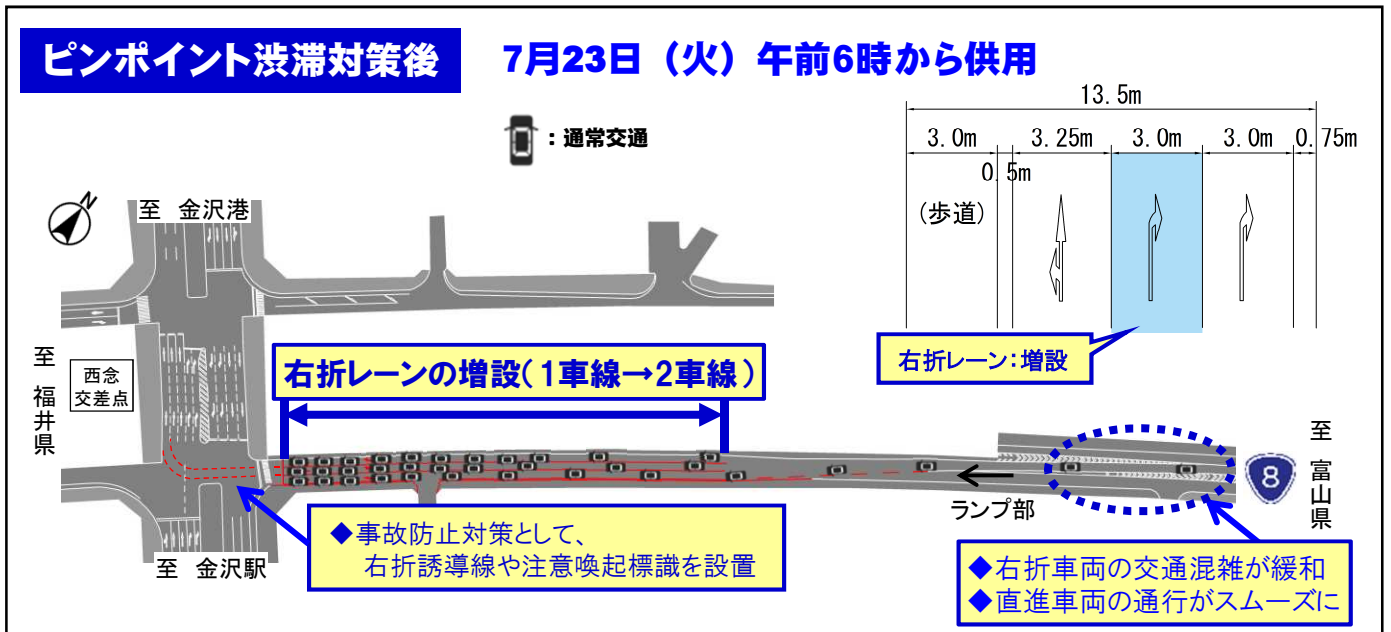 ピンポイント渋滞対策後
7月23日（火）午前6時から供用
：通常交通
13.5m
3.0m
0.5m
3.25m
3.0m
3.0m
0.75m
(歩道)
右折レーン：増設
N
至 金沢港
至 福井県
西念
交差点
右折レーンの増設（1車線→2車線）
至 富山県
8
ランプ部
◆事故防止対策として、
右折誘導線や注意喚起標識を設置
至 金沢駅
◆右折車両の交通混雑が緩和
◆直進車両の通行がスムーズに